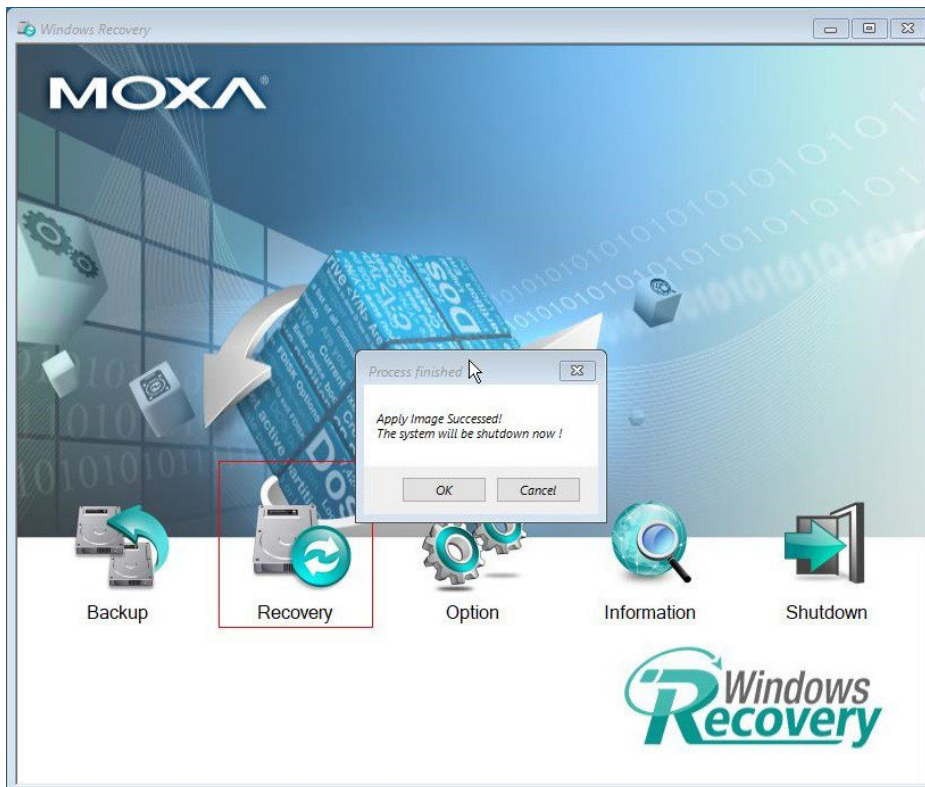 Windows Recovery
MOXA®
Process finished
Apply Image Successed!
The system will be shutdown now !
OK
Cancel
Backup
Recovery
Option
Information
Shutdown
Windows
Recovery